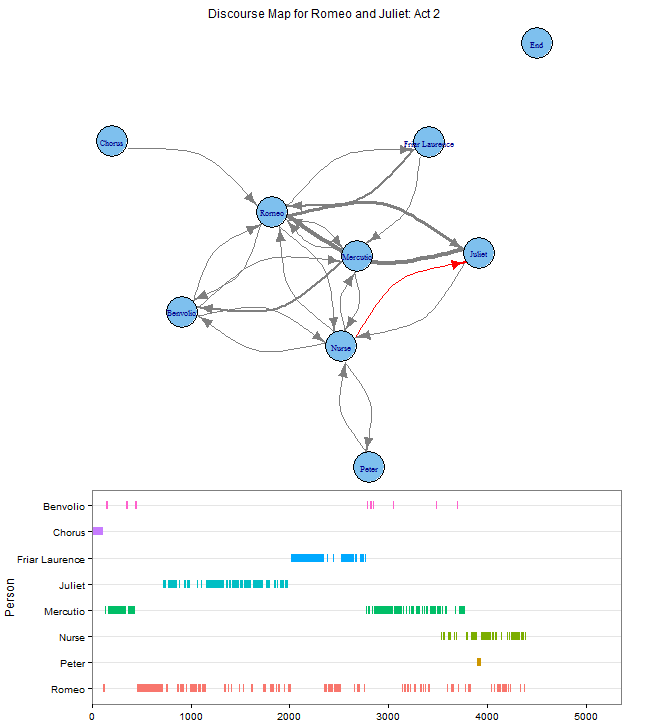 Discourse Map for Romeo and Juliet: Act 2
End
Chorus
Friar Laurence
Romeo
Mercutio
Juliet
Benvolio
Nurse
Peter
Benvolio
Chorus
Friar Laurence
Juliet
Mercutio
Nurse
Peter
Romeo
Person
0 1000 2000 3000 4000 5000